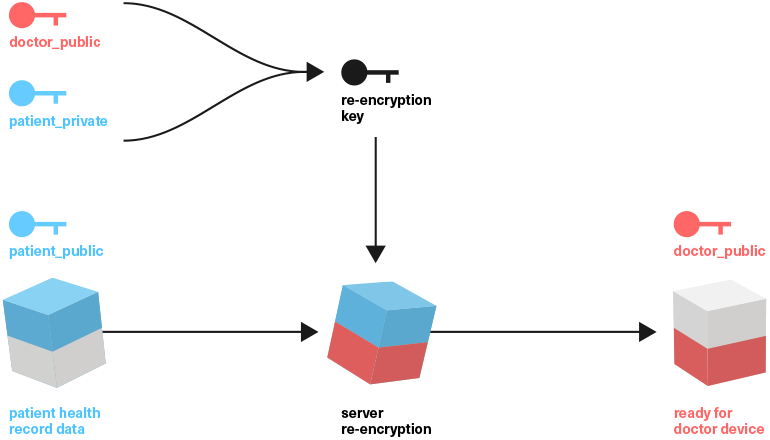 doctor_public
patient_private
re-encryption
key
patient_public
doctor_public
patient health
record data
server
re-encryption
ready for
doctor device